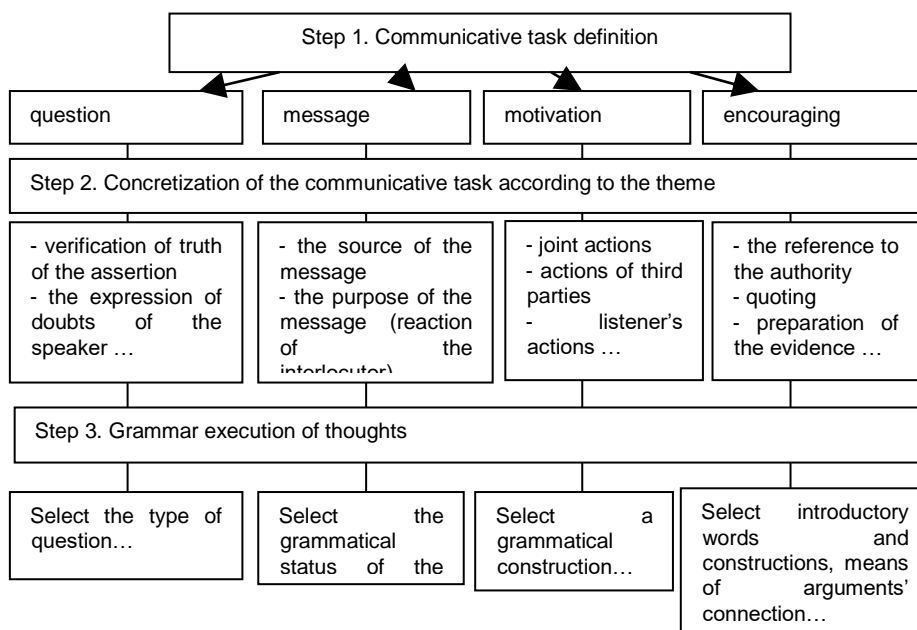 Step 1. Communicative task definition
question
message
motivation
encouraging
Step 2. Concretization of the communicative task according to the theme
- verification of truth
of the assertion
- the expression of
doubts of the
speaker …
- the source of the
message
- the purpose of the
message (reaction
of the
interlocutor)
- joint actions
- actions of third
parties
- listener's
actions …
- the reference to
the authority
- quoting
- preparation of
the evidence …
Step 3. Grammar execution of thoughts
Select the type of
question…
Select the
grammatical
status of the
Select a
grammatical
construction…
Select introductory
words and
constructions, means
of arguments'
connection…